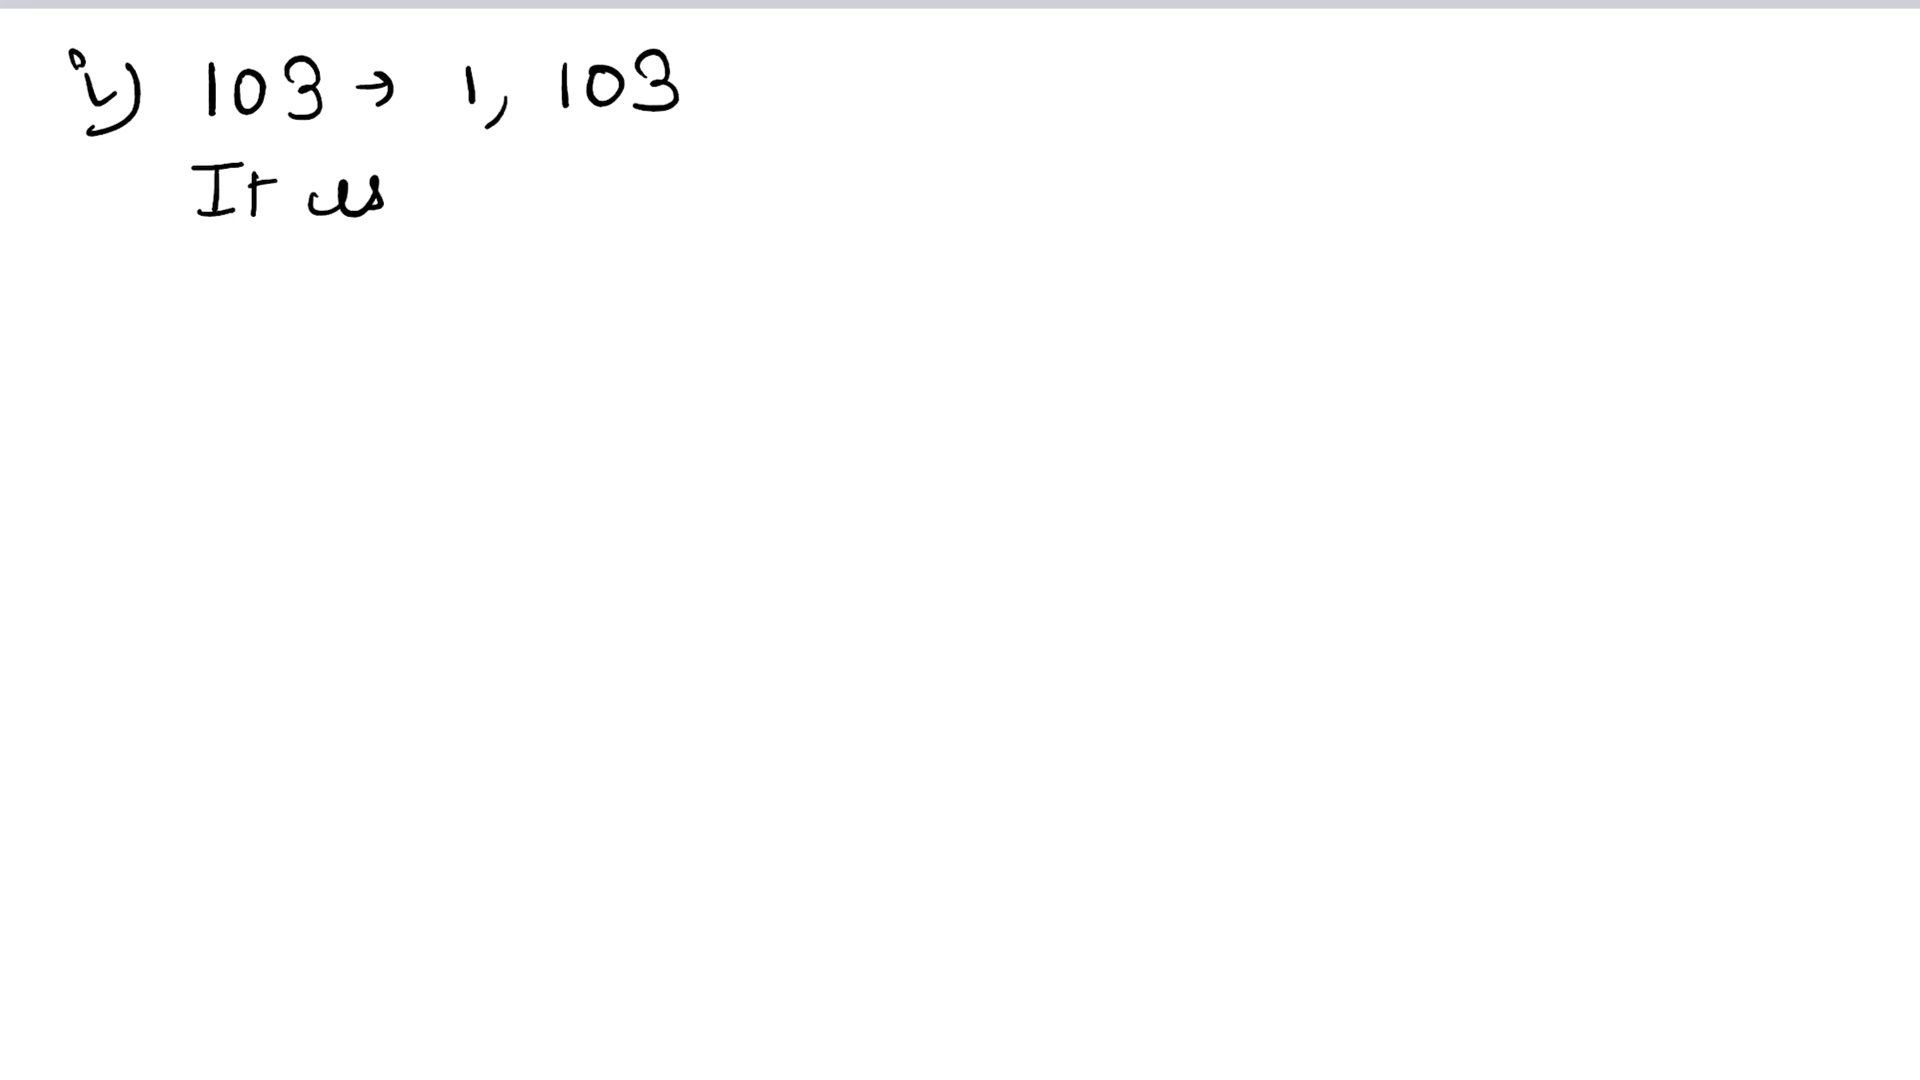 i) 103 → 1, 103
It is